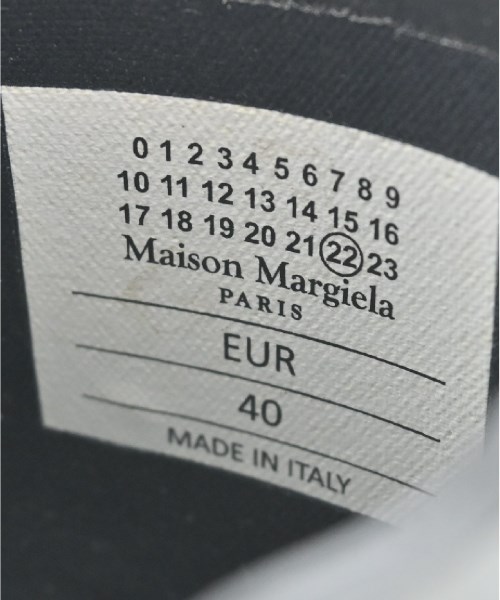 0 1 2 3 4 5 6 7 8 9
10 11 12 13 14 15 16
17 18 19 20 21 22 23
Maison Margiela
PARIS
EUR
40
MADE IN ITALY